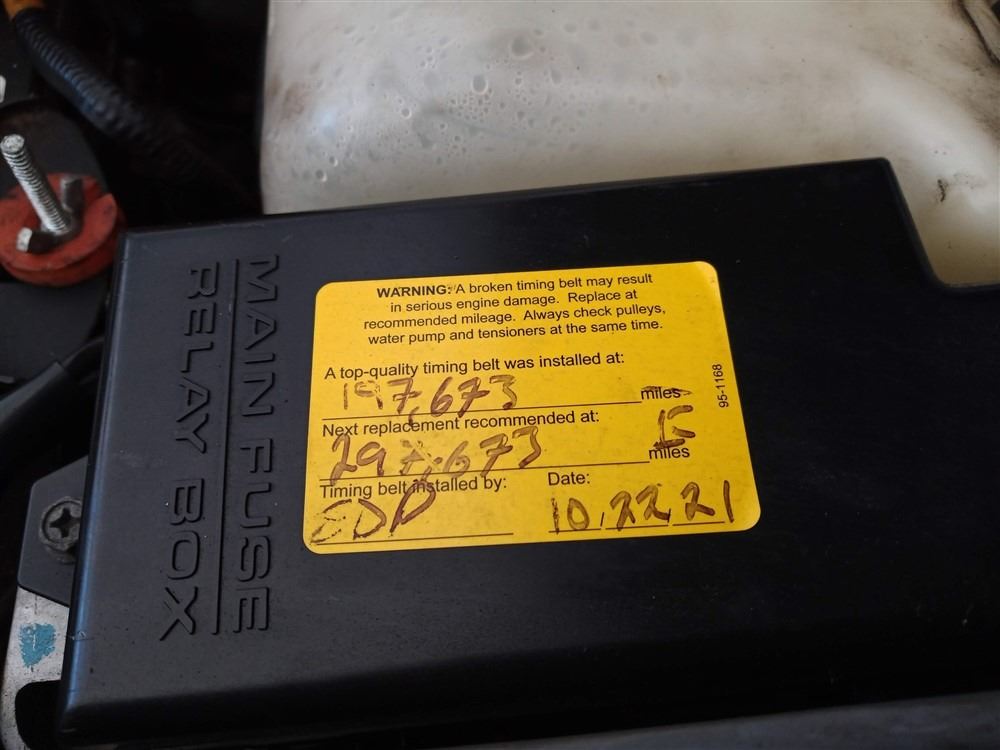 MAIN FUSE
RELAY BOX
WARNING: A broken timing belt may result
in serious engine damage. Replace at
recommended mileage. Always check pulleys,
water pump and tensioners at the same time.
A top-quality timing belt was installed at:
197,673 miles
Next replacement recommended at:
297,673 miles
Timing belt installed by: Date:
10.22.21
95-1168